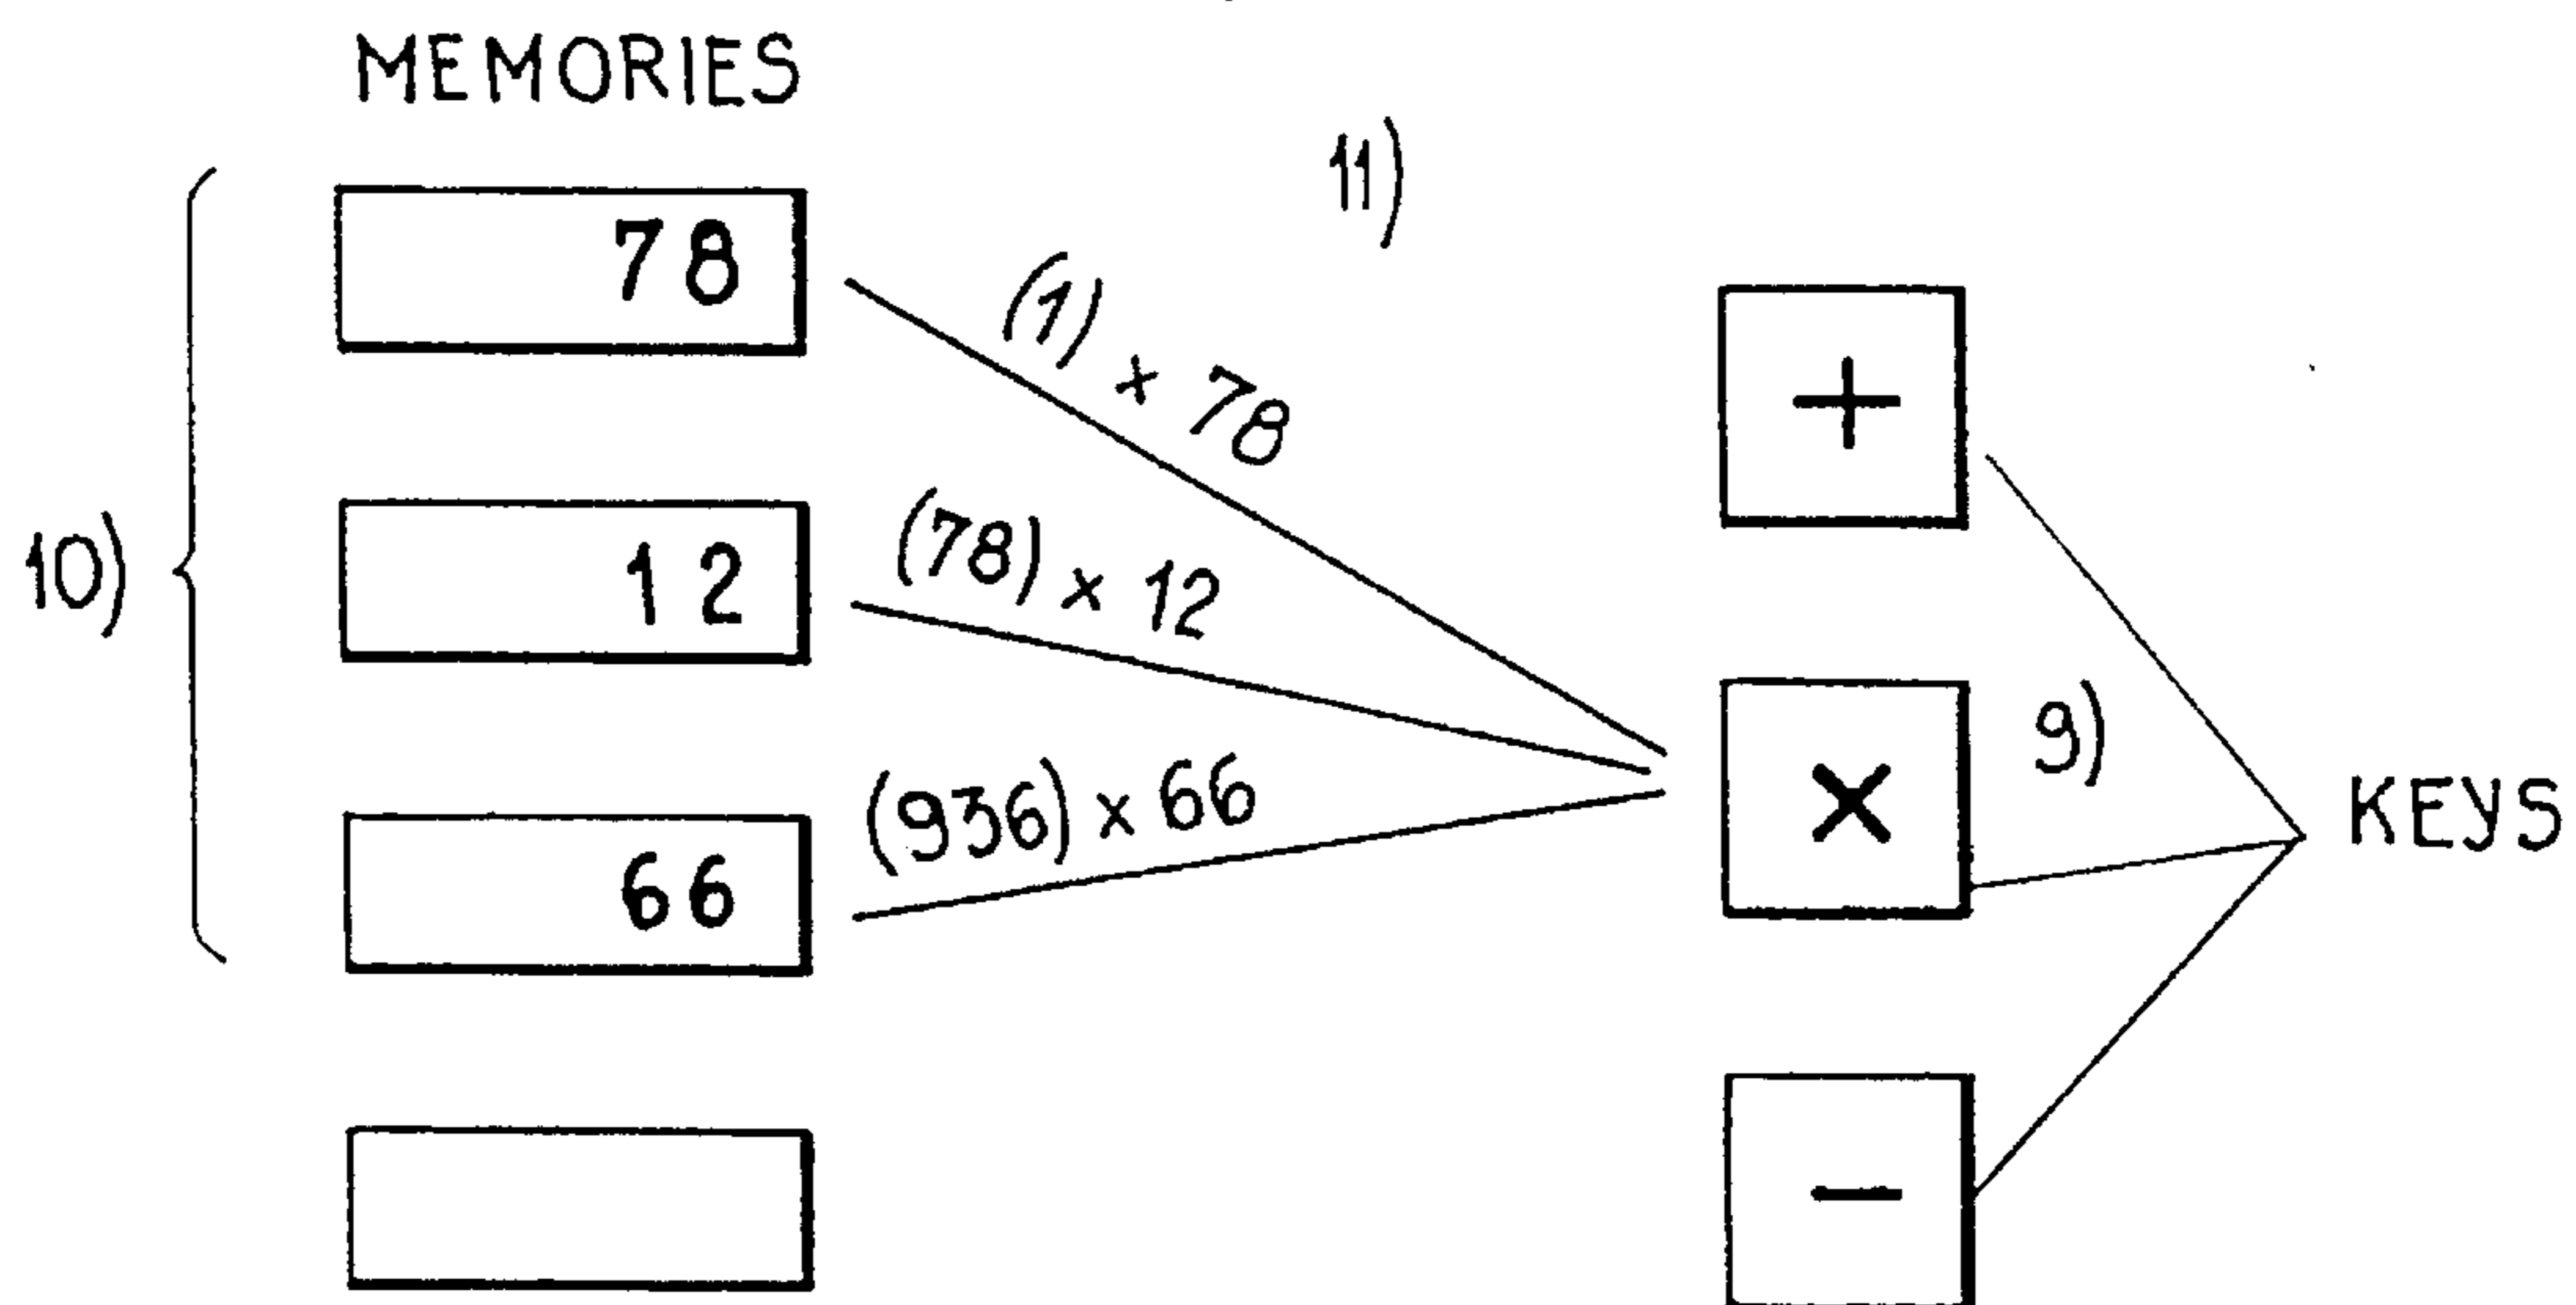 MEMORIES
11)
78
(1) x 78
+
10)
12
(78) x 12
9)
×
KEYS
66
(936) x 66
−